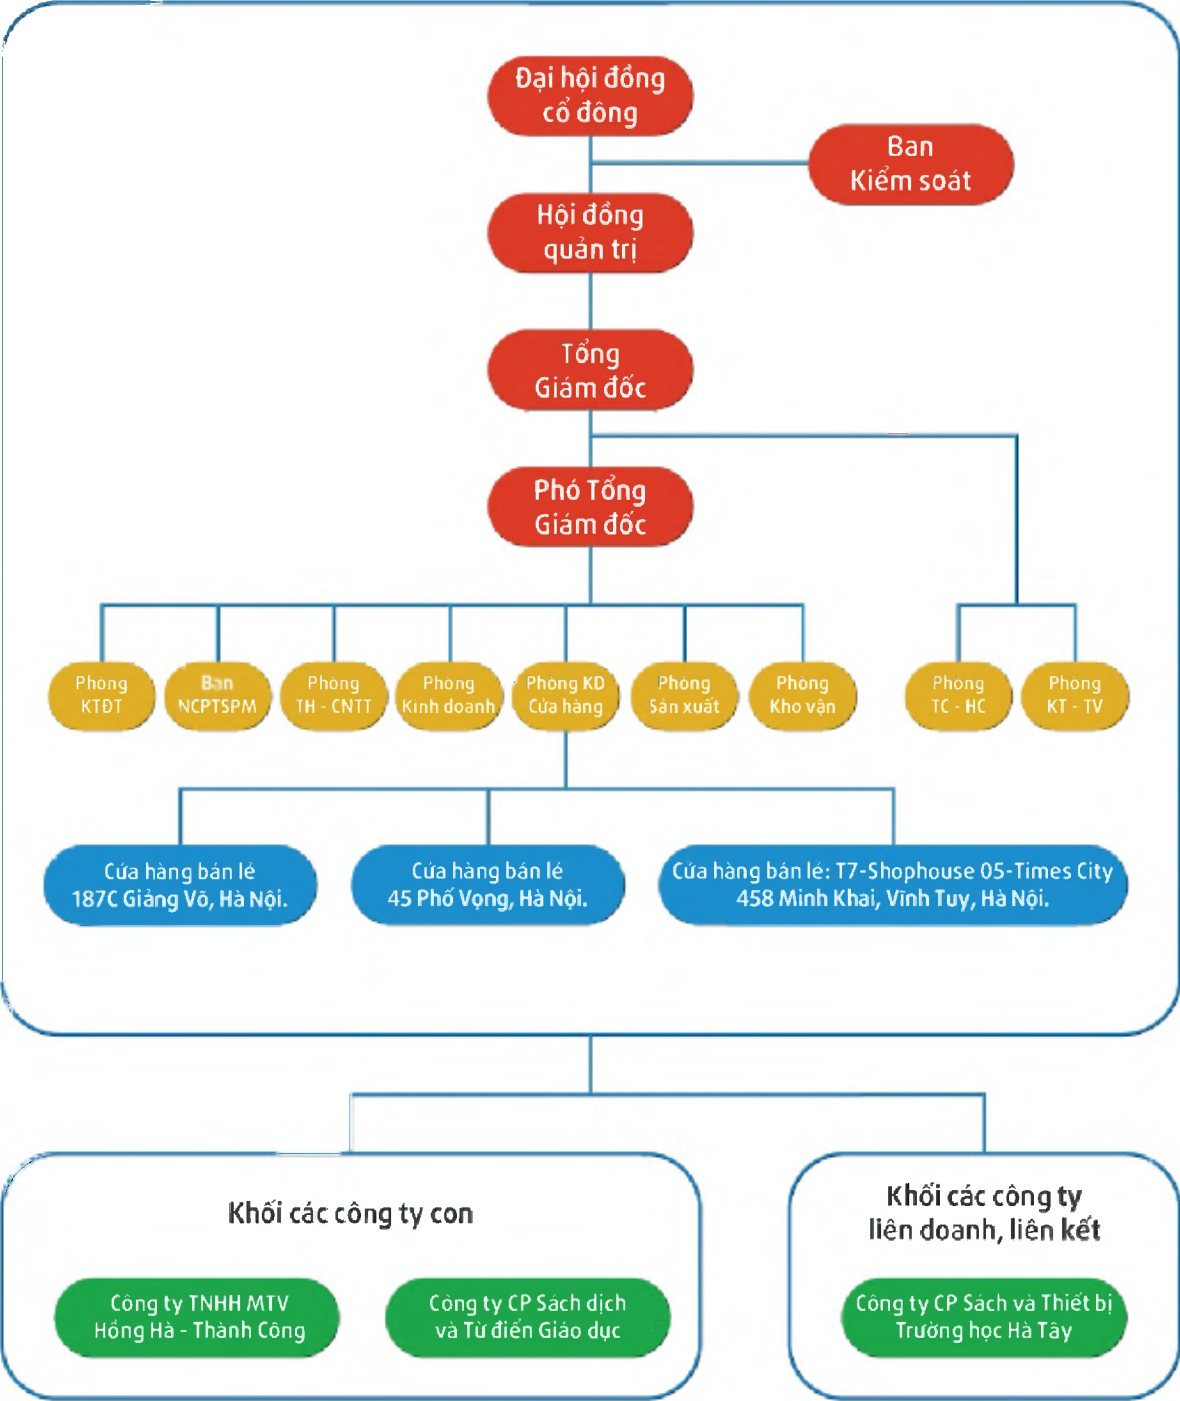 Đại hội đồng
cổ đông
Ban
Kiểm soát
Hội đồng
quản trị
Tổng
Giám đốc
Phó Tổng
Giám đốc
Phòng
KTĐT
Ban
NCPTSPM
Phòng
TH - CNTT
Phòng
Kinh doanh
Phòng KD
Cửa hàng
Phòng
Sản xuất
Phòng
Kho vận
Phòng
TC - HC
Phòng
KT - TV
Cửa hàng bán lẻ
187C Giảng Võ, Hà Nội.
Cửa hàng bán lẻ
45 Phố Vọng, Hà Nội.
Cửa hàng bán lẻ: T7-Shophouse 05-Times City
458 Minh Khai, Vĩnh Tuy, Hà Nội.
Khối các công ty con
Công ty TNHH MTV
Hồng Hà - Thành Công
Công ty CP Sách dịch
và Từ điển Giáo dục
Khối các công ty
liên doanh, liên kết
Công ty CP Sách và Thiết bị
Trường học Hà Tây